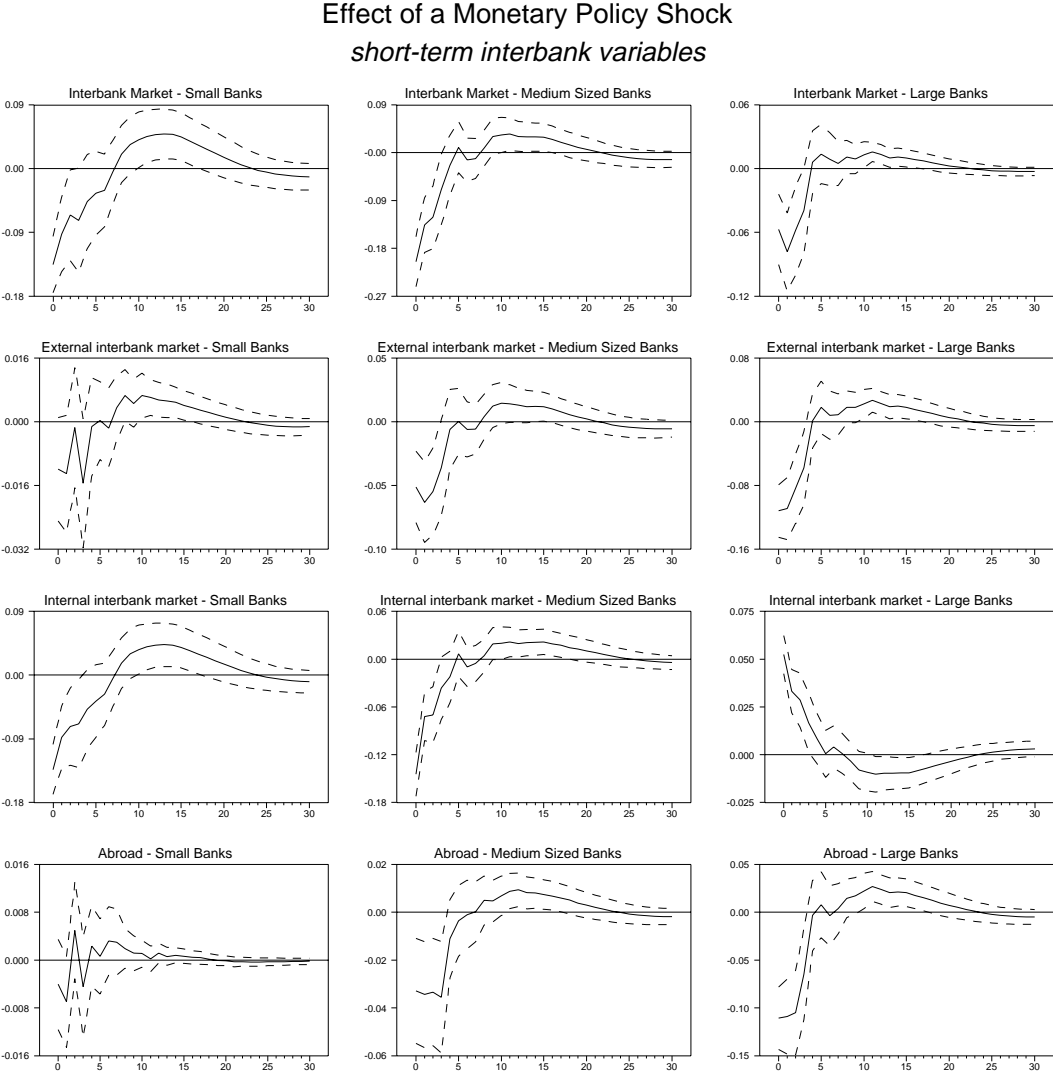 Effect of a Monetary Policy Shock
short-term interbank variables
Interbank Market - Small Banks
0.09
0.00
-0.09
-0.18
0 5 10 15 20 25 30
Interbank Market - Medium Sized Banks
0.09
-0.00
-0.09
-0.18
-0.27
0 5 10 15 20 25 30
Interbank Market - Large Banks
0.06
0.00
-0.06
-0.12
0 5 10 15 20 25 30
External interbank market - Small Banks
0.016
0.000
-0.016
-0.032
0 5 10 15 20 25 30
External interbank market - Medium Sized Banks
0.05
0.00
-0.05
-0.10
0 5 10 15 20 25 30
External interbank market - Large Banks
0.08
0.00
-0.08
-0.16
0 5 10 15 20 25 30
Internal interbank market - Small Banks
0.09
0.00
-0.09
-0.18
0 5 10 15 20 25 30
Internal interbank market - Medium Sized Banks
0.06
0.00
-0.06
-0.12
-0.18
0 5 10 15 20 25 30
Internal interbank market - Large Banks
0.075
0.050
0.025
0.000
-0.025
0 5 10 15 20 25 30
Abroad - Small Banks
0.016
0.008
0.000
-0.008
-0.016
0 5 10 15 20 25 30
Abroad - Medium Sized Banks
0.02
0.00
-0.02
-0.04
-0.06
0 5 10 15 20 25 30
Abroad - Large Banks
0.05
0.00
-0.05
-0.10
-0.15
0 5 10 15 20 25 30